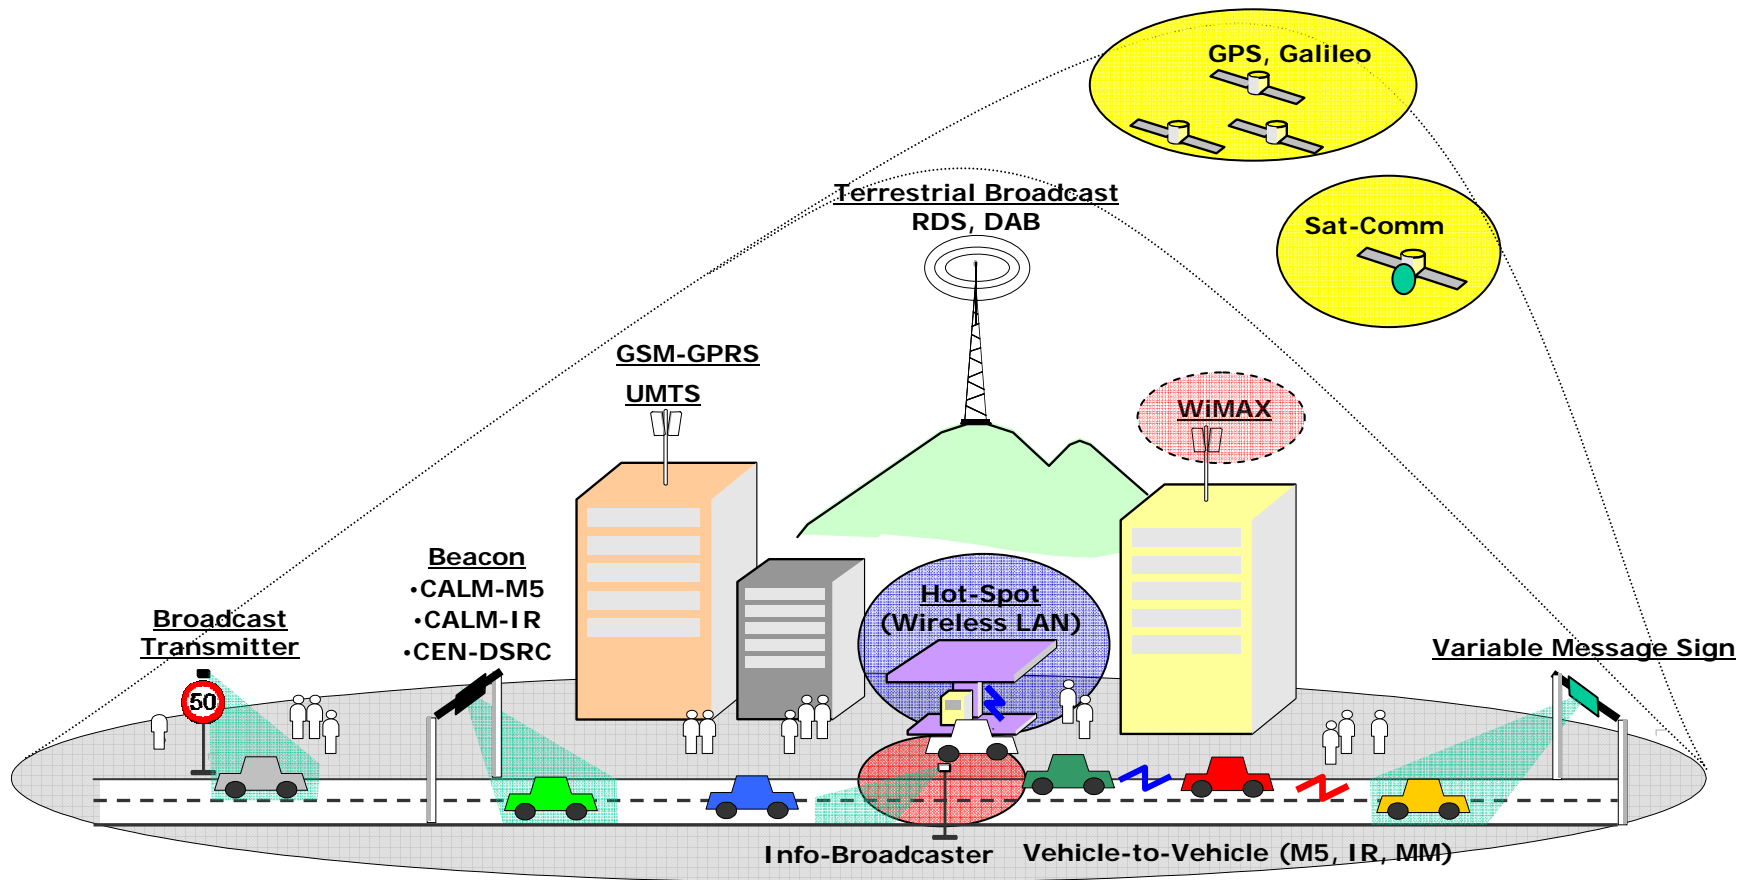 GPS, Galileo
Terrestrial Broadcast
RDS, DAB
Sat-Comm
GSM-GPRS
UMTS
WiMAX
Beacon
•CALM-M5
•CALM-IR
•CEN-DSRC
Hot-Spot
(Wireless LAN)
Broadcast
Transmitter
50
Variable Message Sign
Info-Broadcaster
Vehicle-to-Vehicle (M5, IR, MM)